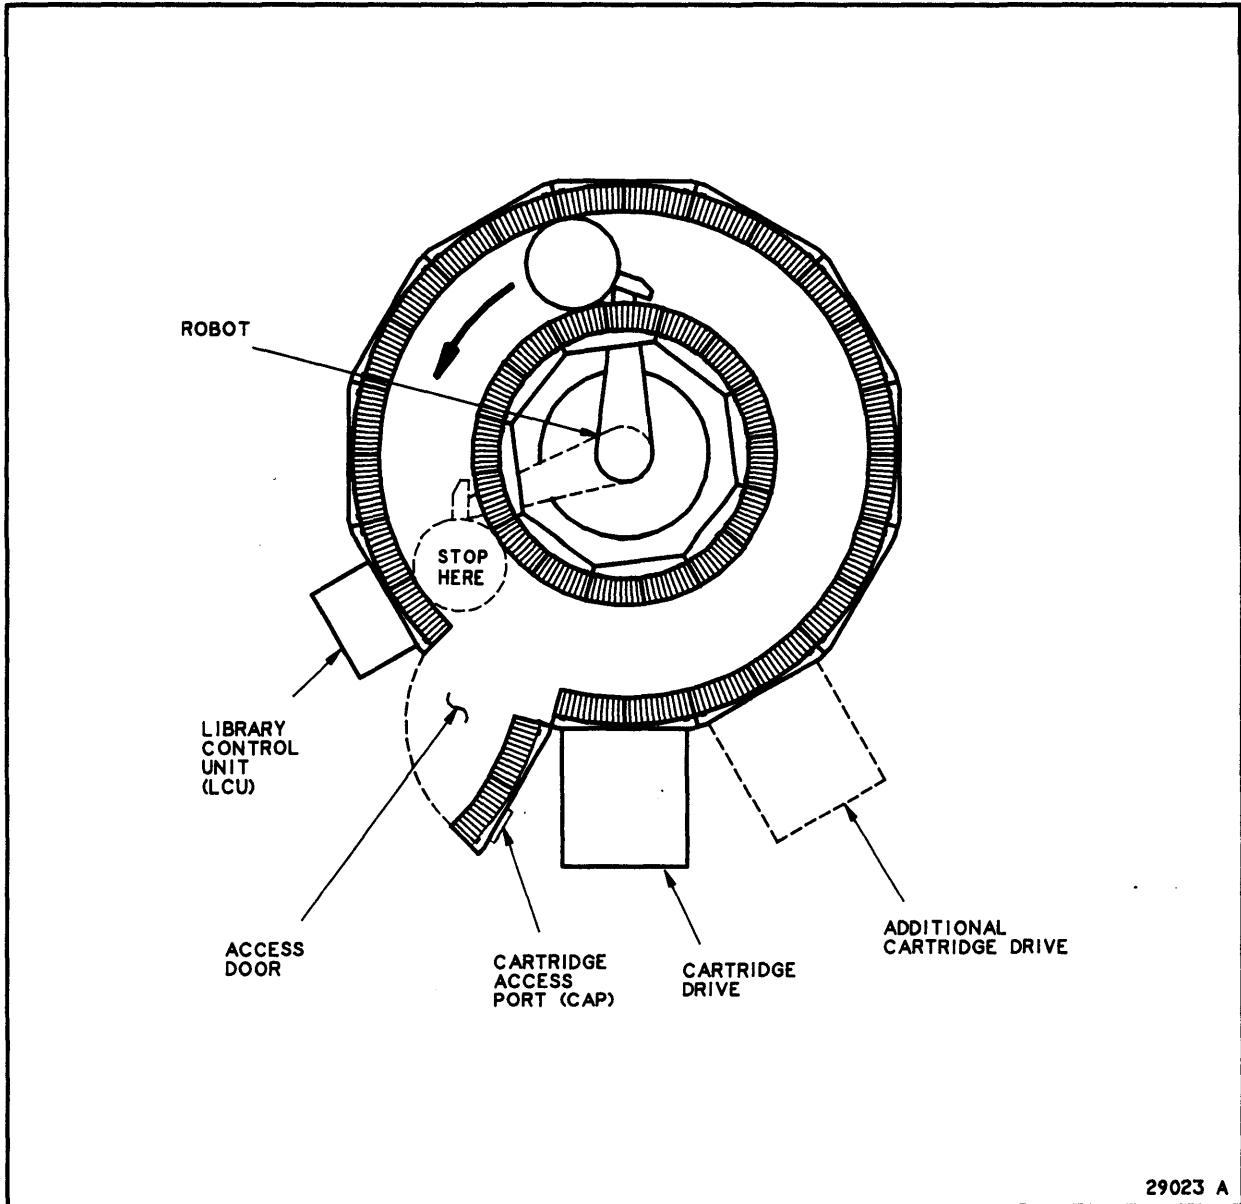 ROBOT
STOP
HERE
LIBRARY
CONTROL
UNIT
(LCU)
ACCESS
DOOR
CARTRIDGE
ACCESS
PORT (CAP)
CARTRIDGE
DRIVE
ADDITIONAL
CARTRIDGE DRIVE
29023 A